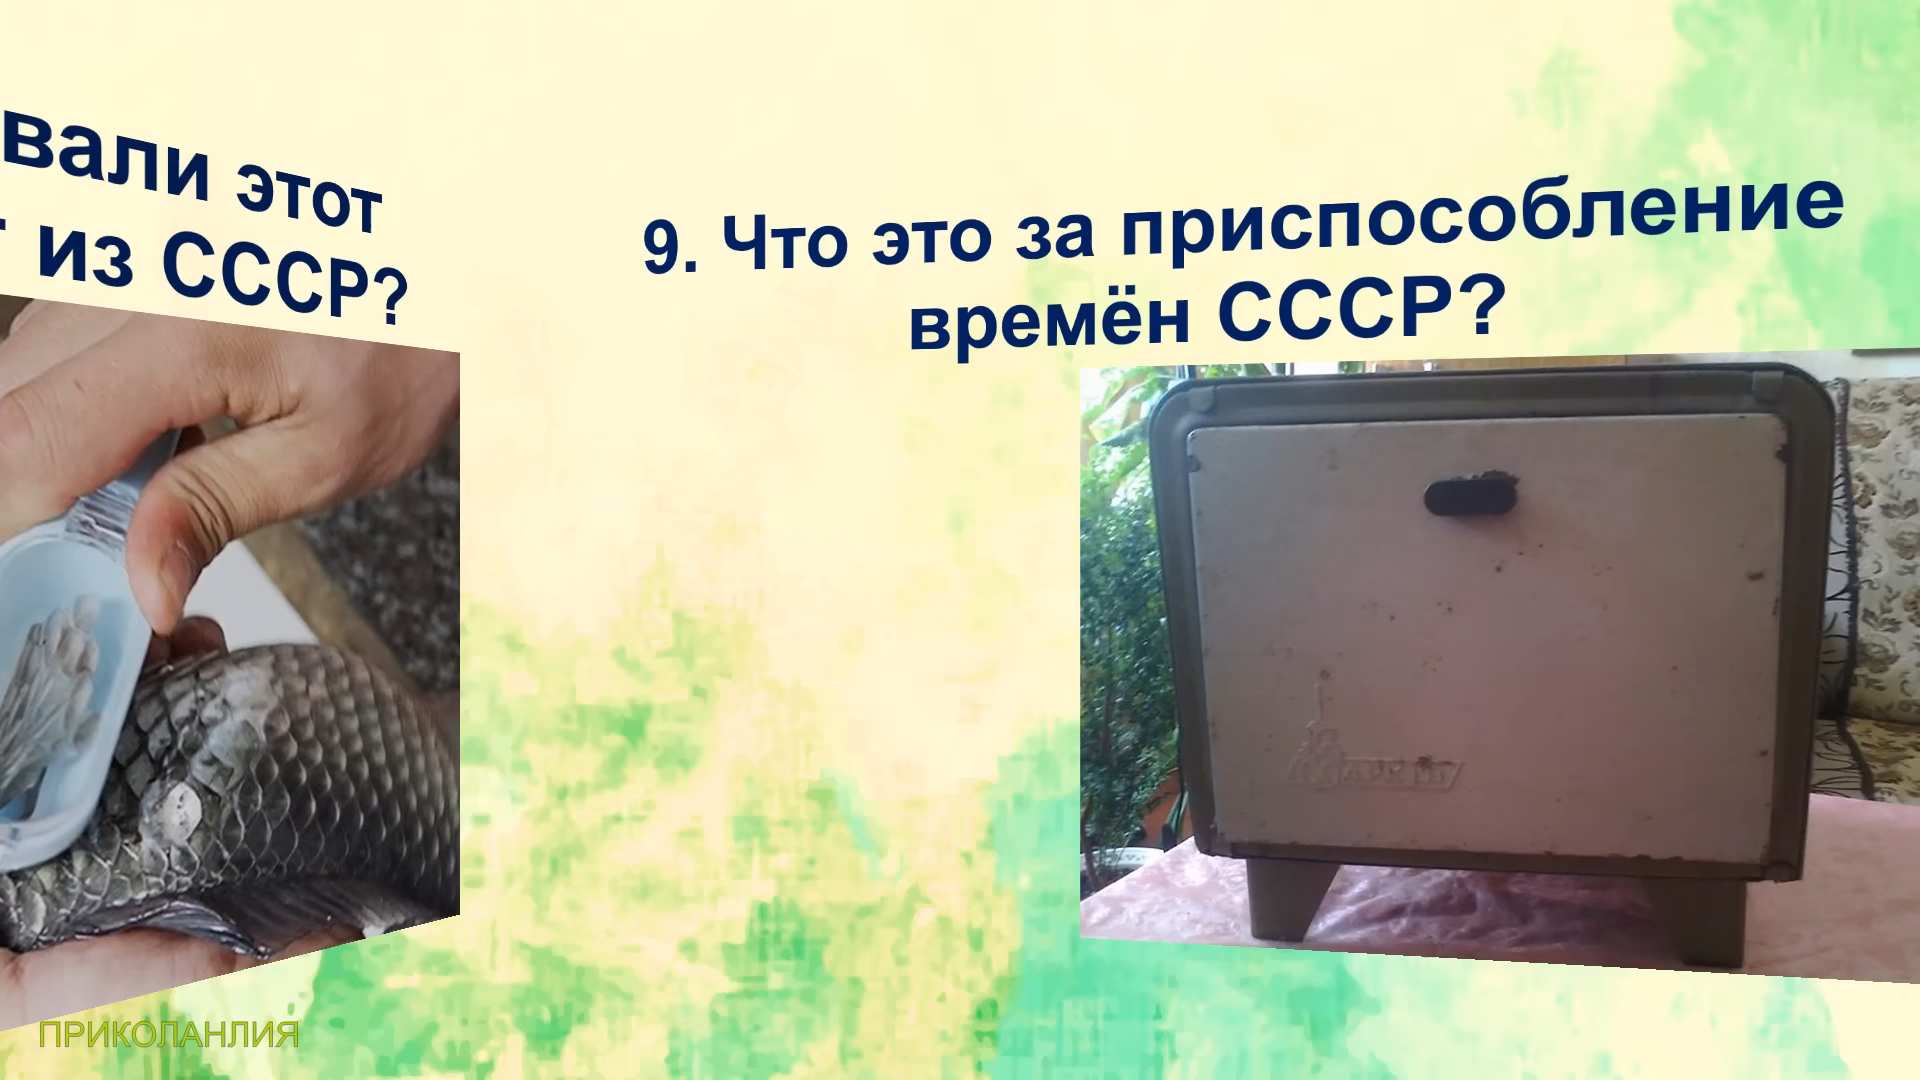 вали этот
из СССР?
9. Что это за приспособление
времён СССР?
ПРИКОЛАНЛИЯ